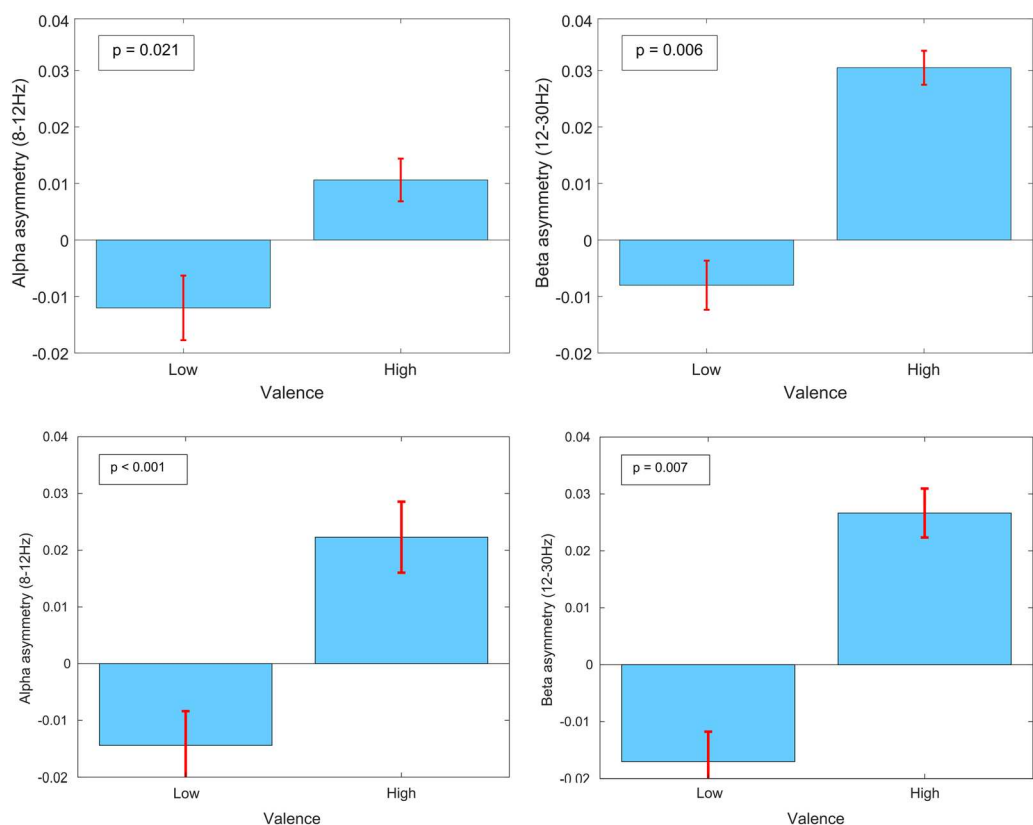 0.04
p = 0.021
0.03
0.02
0.01
0
-0.01
-0.02
Alpha asymmetry (8-12Hz)
Low
High
Valence
0.04
p = 0.006
0.03
0.02
0.01
0
-0.01
-0.02
Beta asymmetry (12-30Hz)
Low
High
Valence
0.04
p < 0.001
0.03
0.02
0.01
0
-0.01
-0.02
Alpha asymmetry (8-12Hz)
Low
High
Valence
0.04
p = 0.007
0.03
0.02
0.01
0
-0.01
-0.02
Beta asymmetry (12-30Hz)
Low
High
Valence